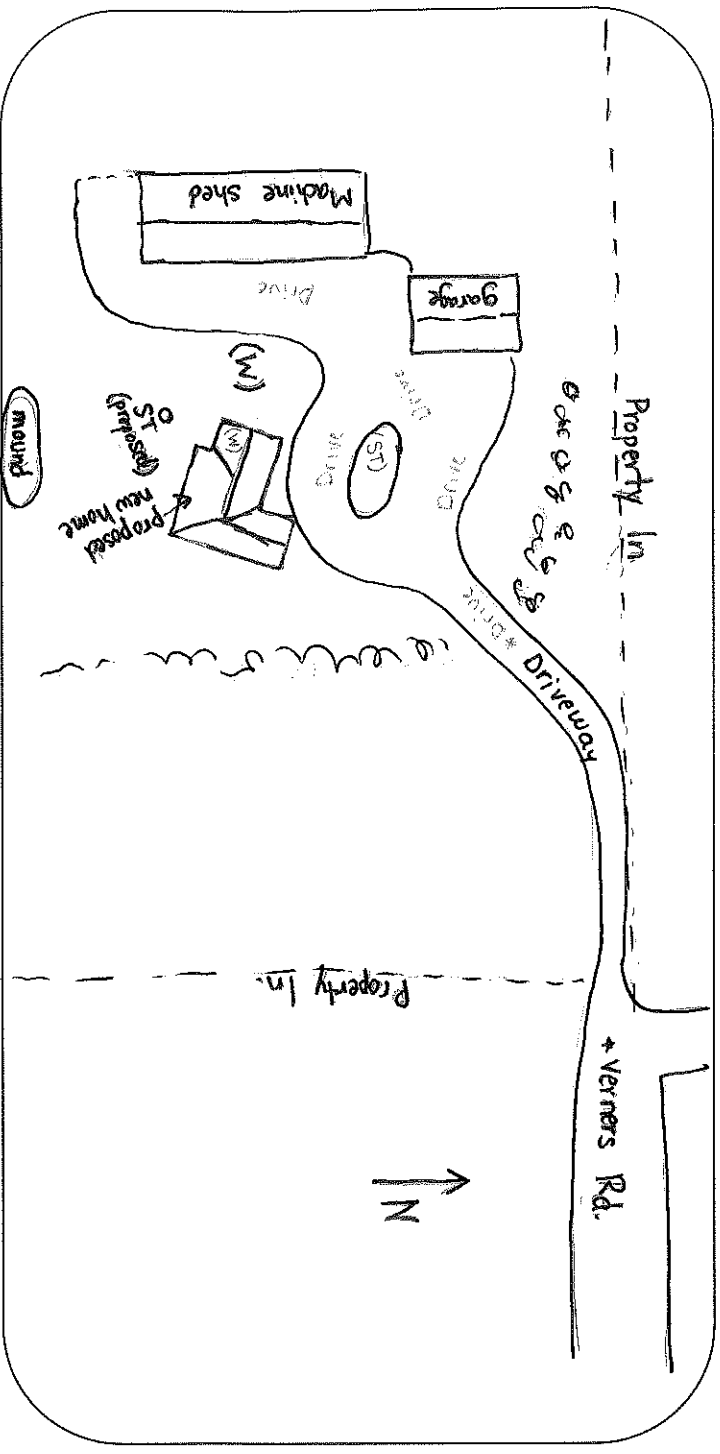 Property ln
Machine shed
garage
Drive
Drive
Drive
Drive
(W)
(ST)
ST
(proposed)
mound
(W)
proposed
new home
*Drive
Driveway
Property ln.
* Verners Rd.
N